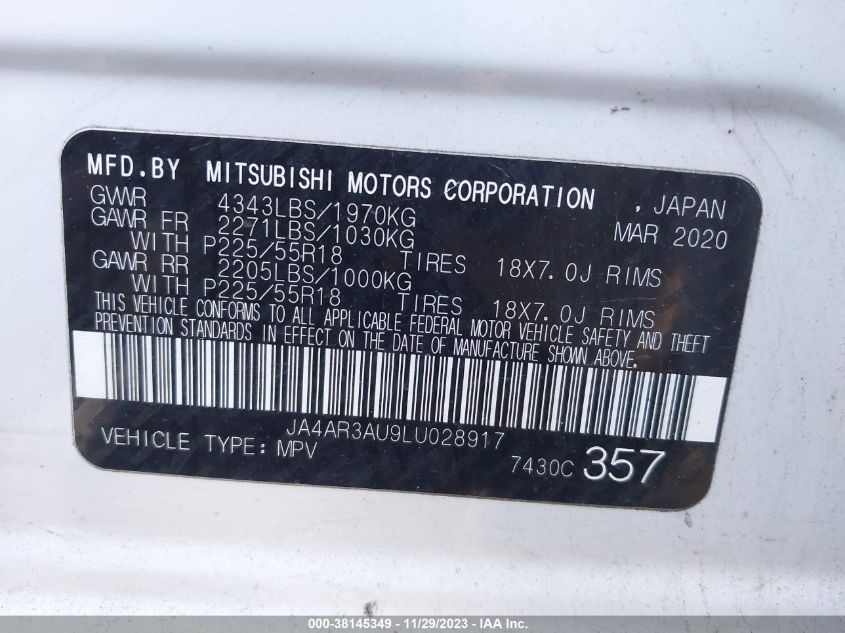 MFD.BY MITSUBISHI MOTORS CORPORATION , JAPAN
GVWR 4343LBS/1970KG MAR 2020
GAWR FR 2271LBS/1030KG
WITH P225/55R18 TIRES 18X7.0J RIMS
GAWR RR 2205LBS/1000KG
WITH P225/55R18 TIRES 18X7.0J RIMS
THIS VEHICLE CONFORMS TO ALL APPLICABLE FEDERAL MOTOR VEHICLE SAFETY AND THEFT
PREVENTION STANDARDS IN EFFECT ON THE DATE OF MANUFACTURE SHOWN ABOVE.
JA4AR3AU9LU028917
VEHICLE TYPE: MPV 7430C 357
000-38145349 - 11/29/2023 - IAA Inc.